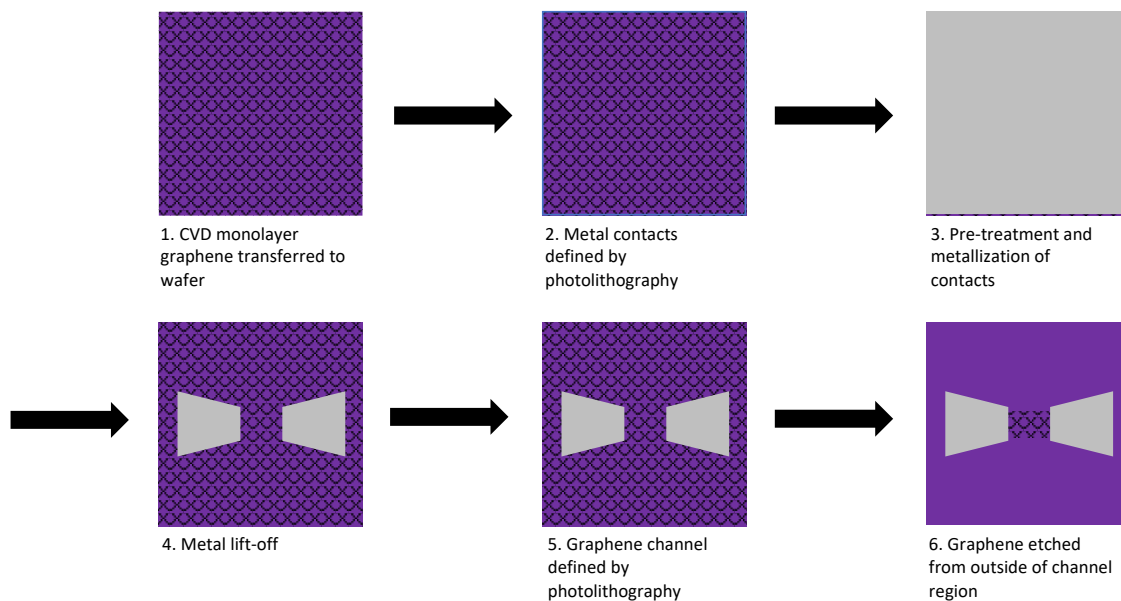 1. CVD monolayer
graphene transferred to
wafer
2. Metal contacts
defined by
photolithography
3. Pre-treatment and
metallization of
contacts
4. Metal lift-off
5. Graphene channel
defined by
photolithography
6. Graphene etched
from outside of channel
region